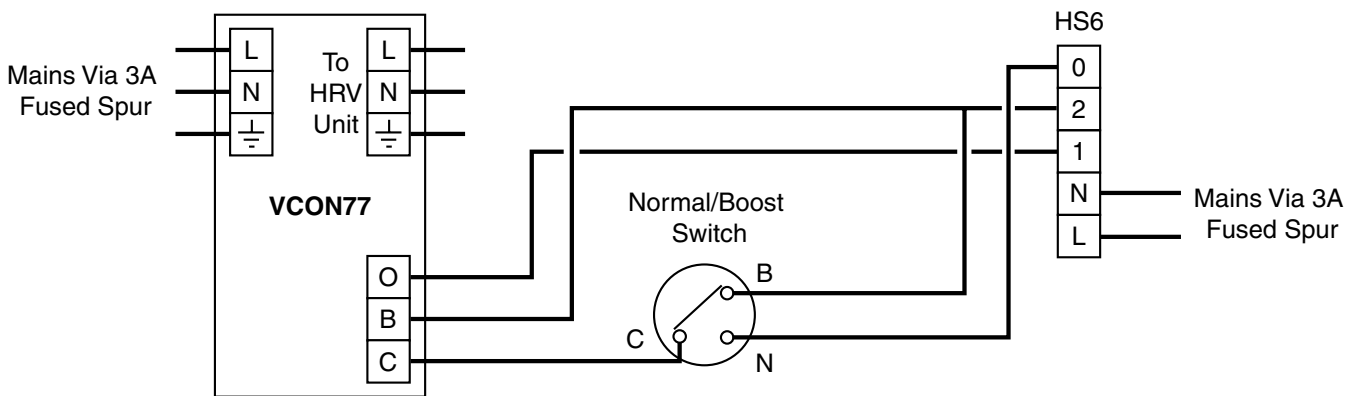 HS6
L
N
L
N
To
HRV
Unit
Mains Via 3A
Fused Spur
VCON77
O
B
C
Normal/Boost
Switch
B
C
N
0
2
1
N
L
Mains Via 3A
Fused Spur